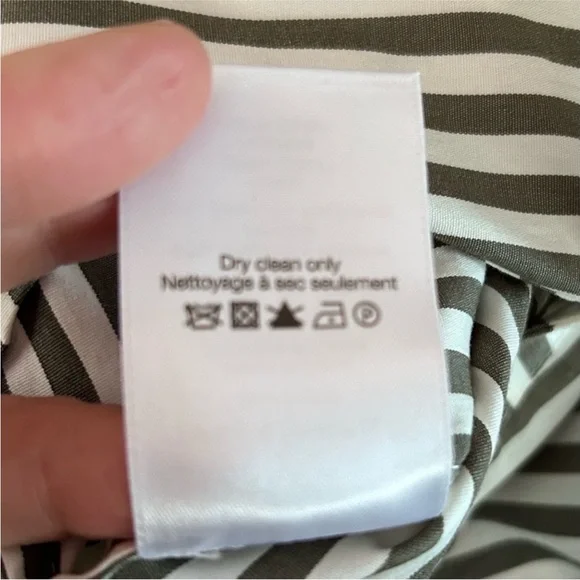 Dry clean only
Nettoyage à sec seulement
P